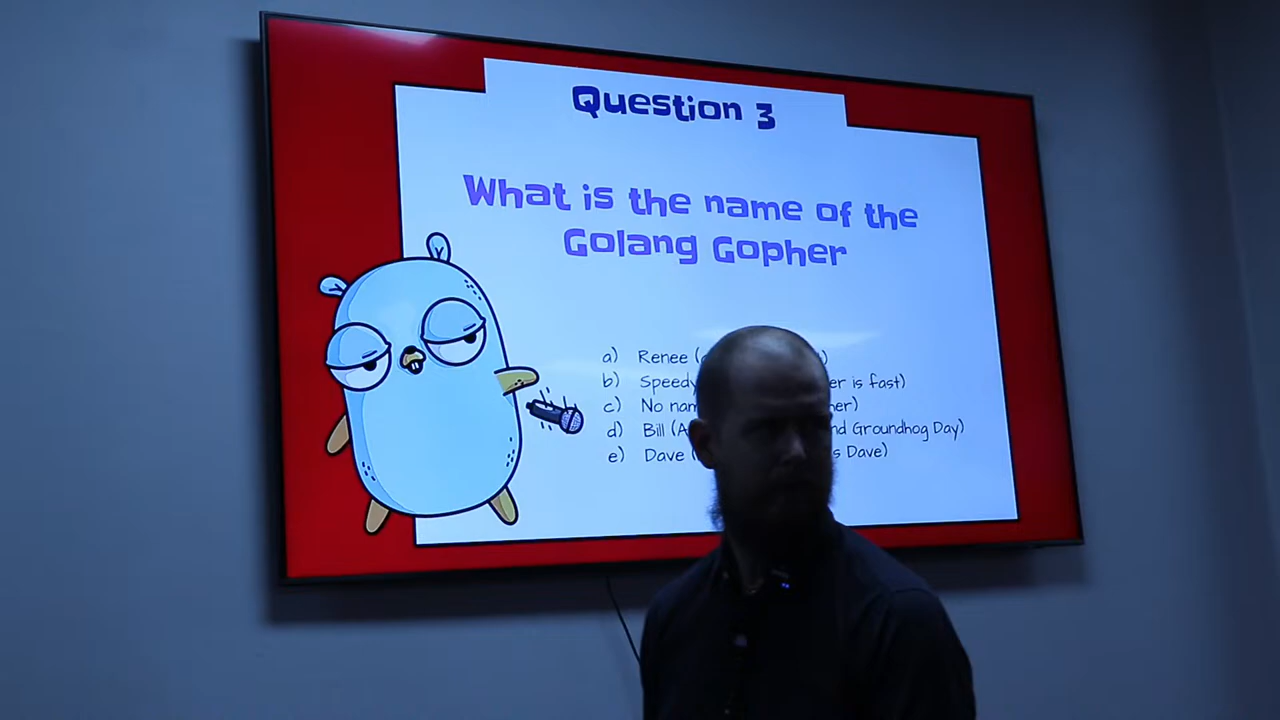 Question 3
What is the name of the
Golang Gopher
a) Renee ( )
b) Speedy er is fast)
c) No nam her)
d) Bill (A nd Groundhog Day)
e) Dave ( s Dave)